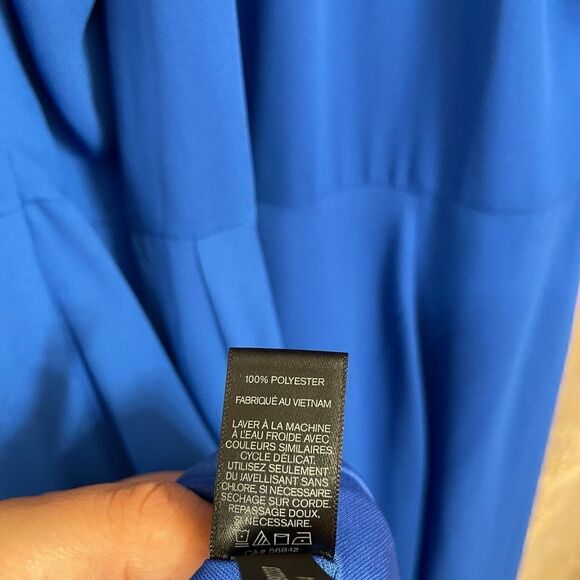 100% POLYESTER
FABRIQUÉ AU VIETNAM
LAVER À LA MACHINE
À L'EAU FROIDE AVEC
COULEURS SIMILAIRES.
CYCLE DÉLICAT.
UTILISEZ SEULEMENT
DU JAVELLISANT SANS
CHLORE, SI NÉCESSAIRE.
SÉCHAGE SUR CORDE.
REPASSAGE DOUX,
SI NÉCESSAIRE.